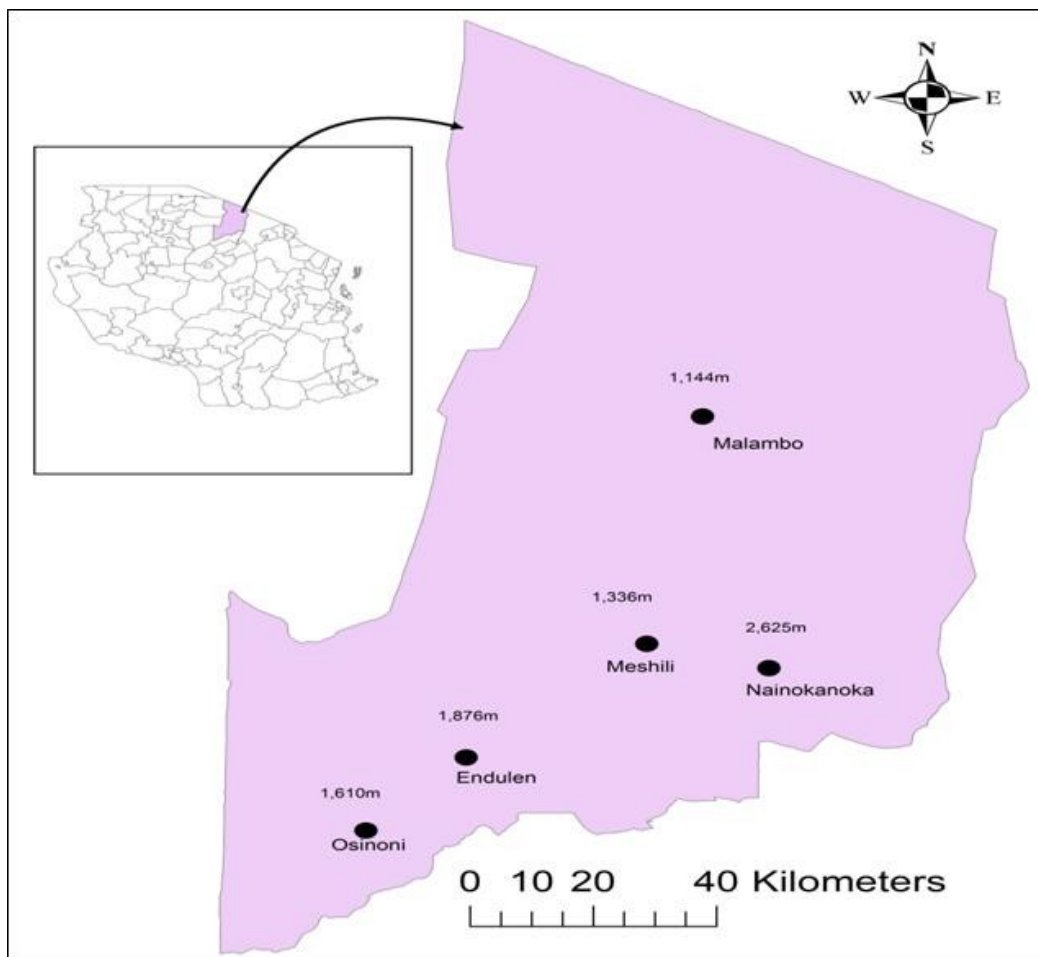 N
W E
S
1,144m
Malambo
1,336m
Meshili
2,625m
Nainokanoka
1,876m
Endulen
1,610m
Osinoni
0 10 20 40 Kilometers